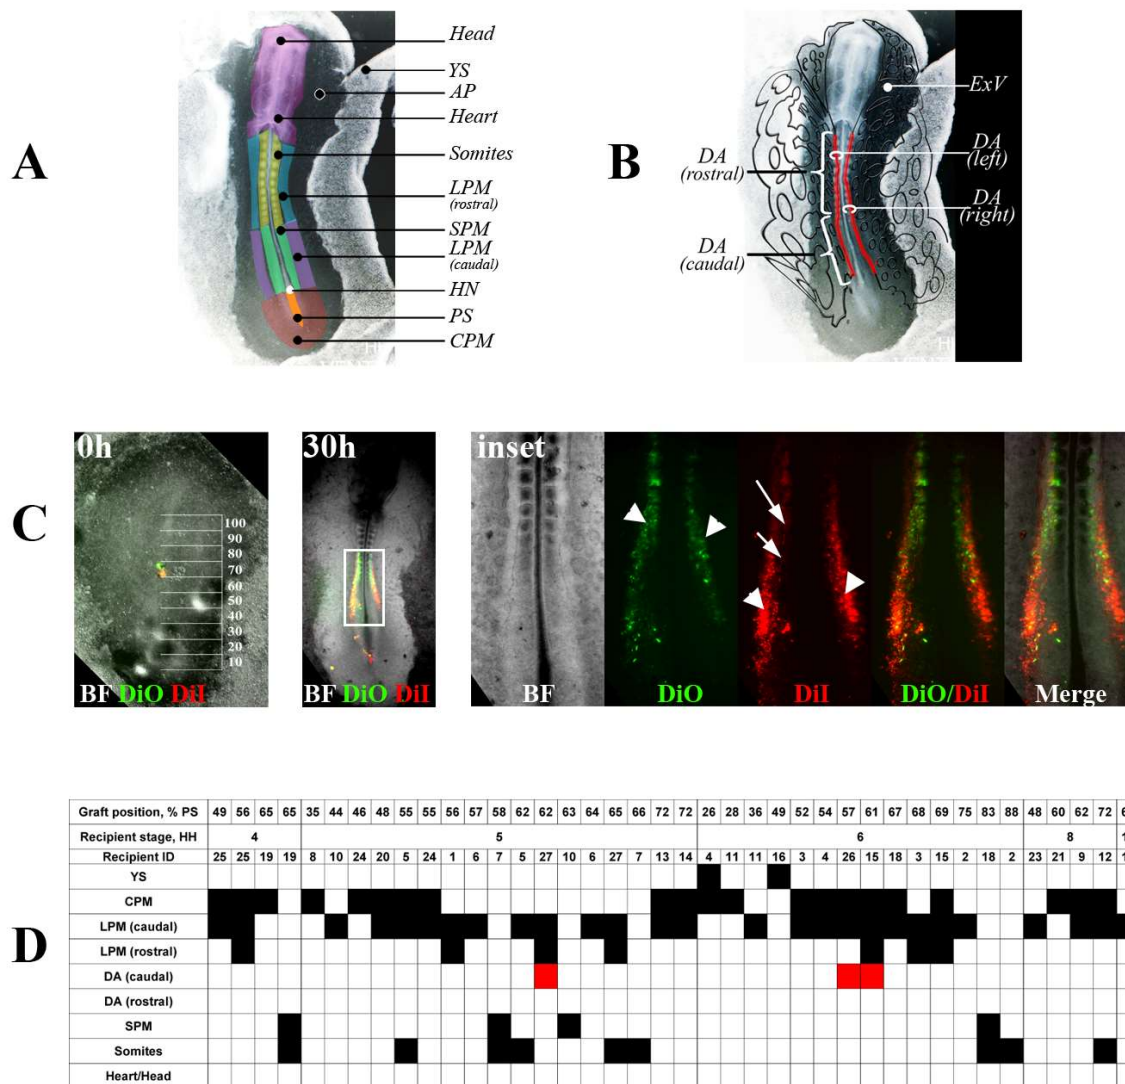 A
Head
YS
AP
Heart
Somites
LPM
(rostral)
SPM
LPM
(caudal)
HN
PS
CPM
B
ExV
DA
(rostral)
DA
(left)
DA
(right)
DA
(caudal)
C
0h
100
90
80
70
60
50
40
30
20
10
BF DiO DiI
30h
BF DiO DiI
inset
BF
DiO
DiI
DiO/DiI
Merge
D
Graft position, % PS 49 56 65 65 35 44 46 48 55 55 56 57 58 62 62 63 64 65 66 72 72 26 28 36 49 52 54 57 61 67 68 69 75 83 88 48 60 62 72
Recipient stage, HH 4 5 6 8
Recipient ID 25 25 19 19 8 10 24 20 5 24 1 6 7 5 27 10 6 27 7 13 14 4 11 11 16 3 4 26 15 18 3 15 2 18 2 23 21 9 12
YS
CPM
LPM (caudal)
LPM (rostral)
DA (caudal)
DA (rostral)
SPM
Somites
Heart/Head